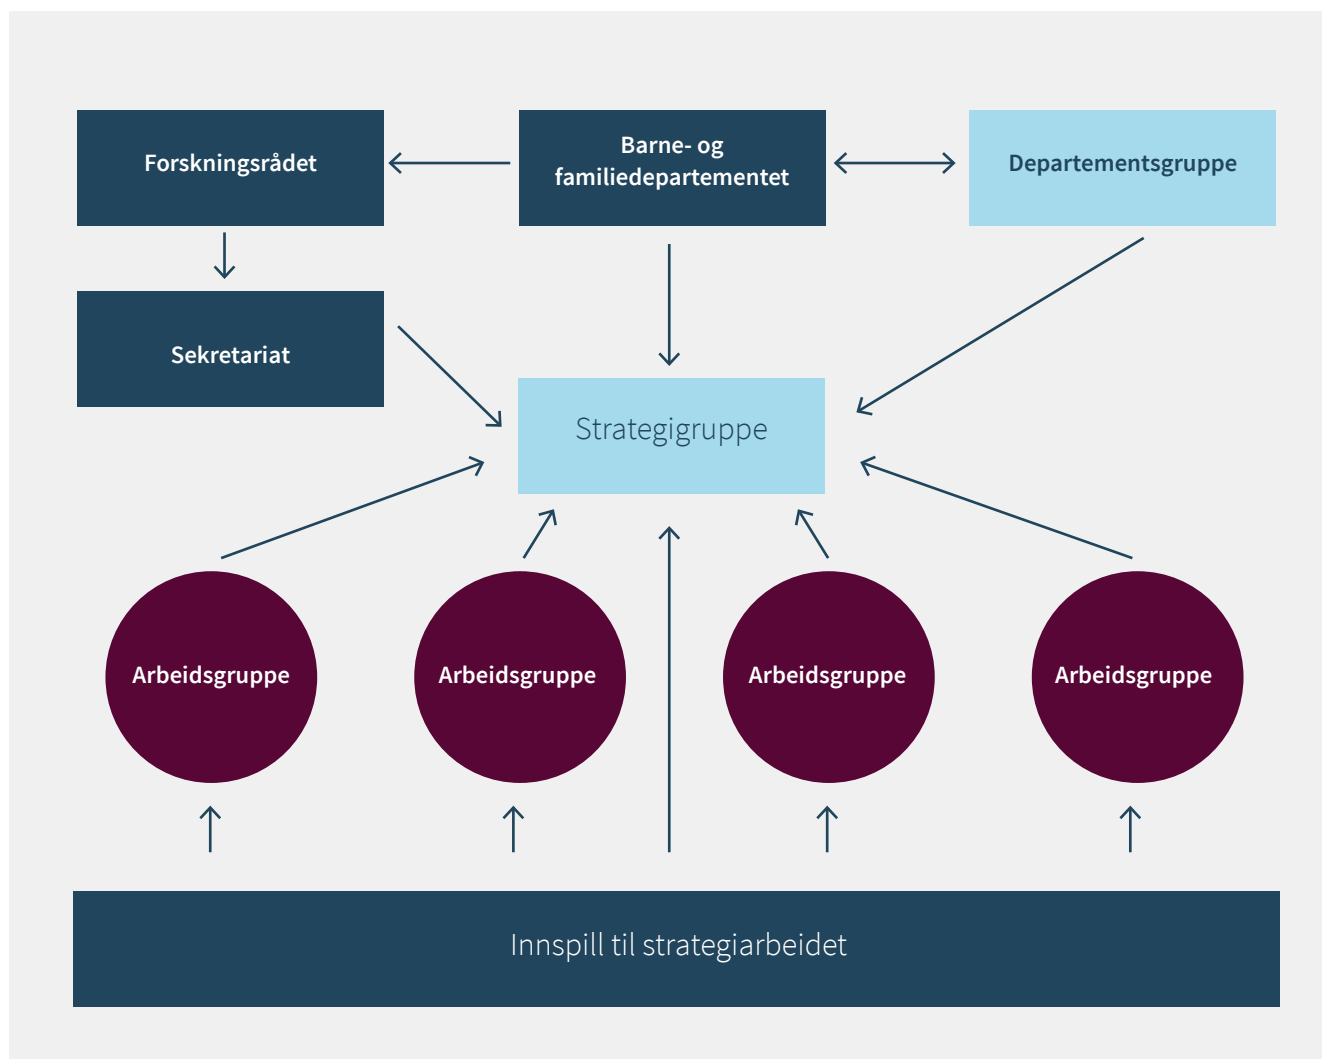 Forskningsrådet
Barne- og
familiedepartementet
Departementsgruppe
Sekretariat
Strategigruppe
Arbeidsgruppe
Arbeidsgruppe
Arbeidsgruppe
Arbeidsgruppe
Innspill til strategiarbeidet